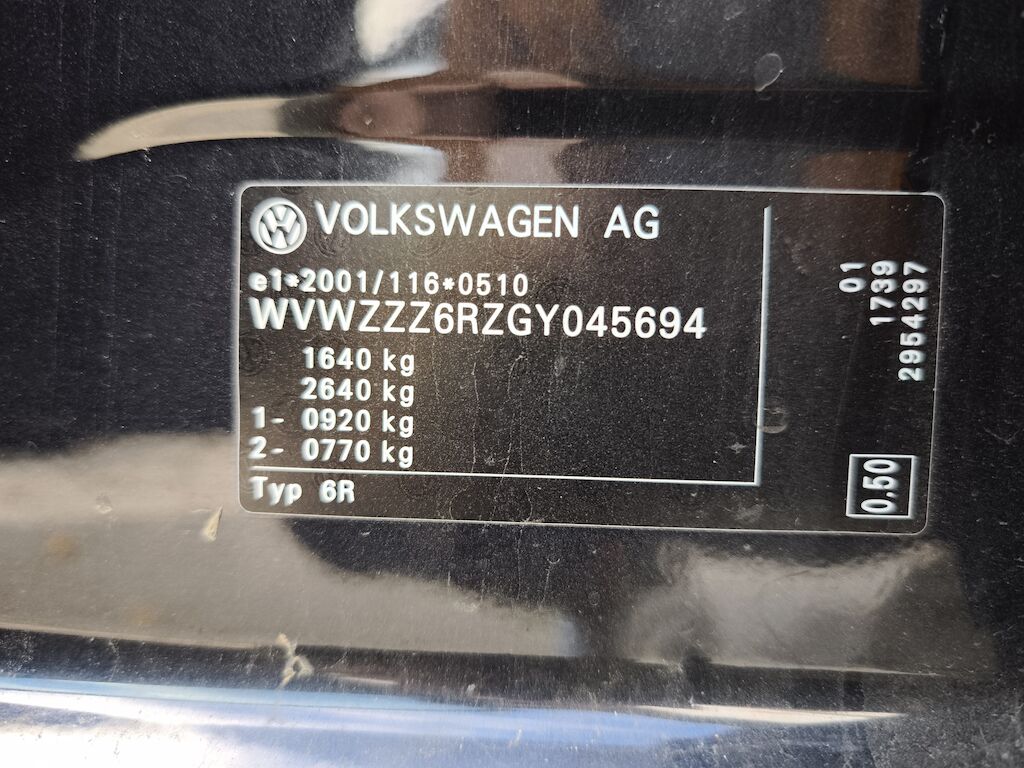 VOLKSWAGEN AG
e1*2001/116*0510
WVWZZZ6RZGY045694
1640 kg
2640 kg
1- 0920 kg
2- 0770 kg
Typ 6R
01
1739
2954297
0.50